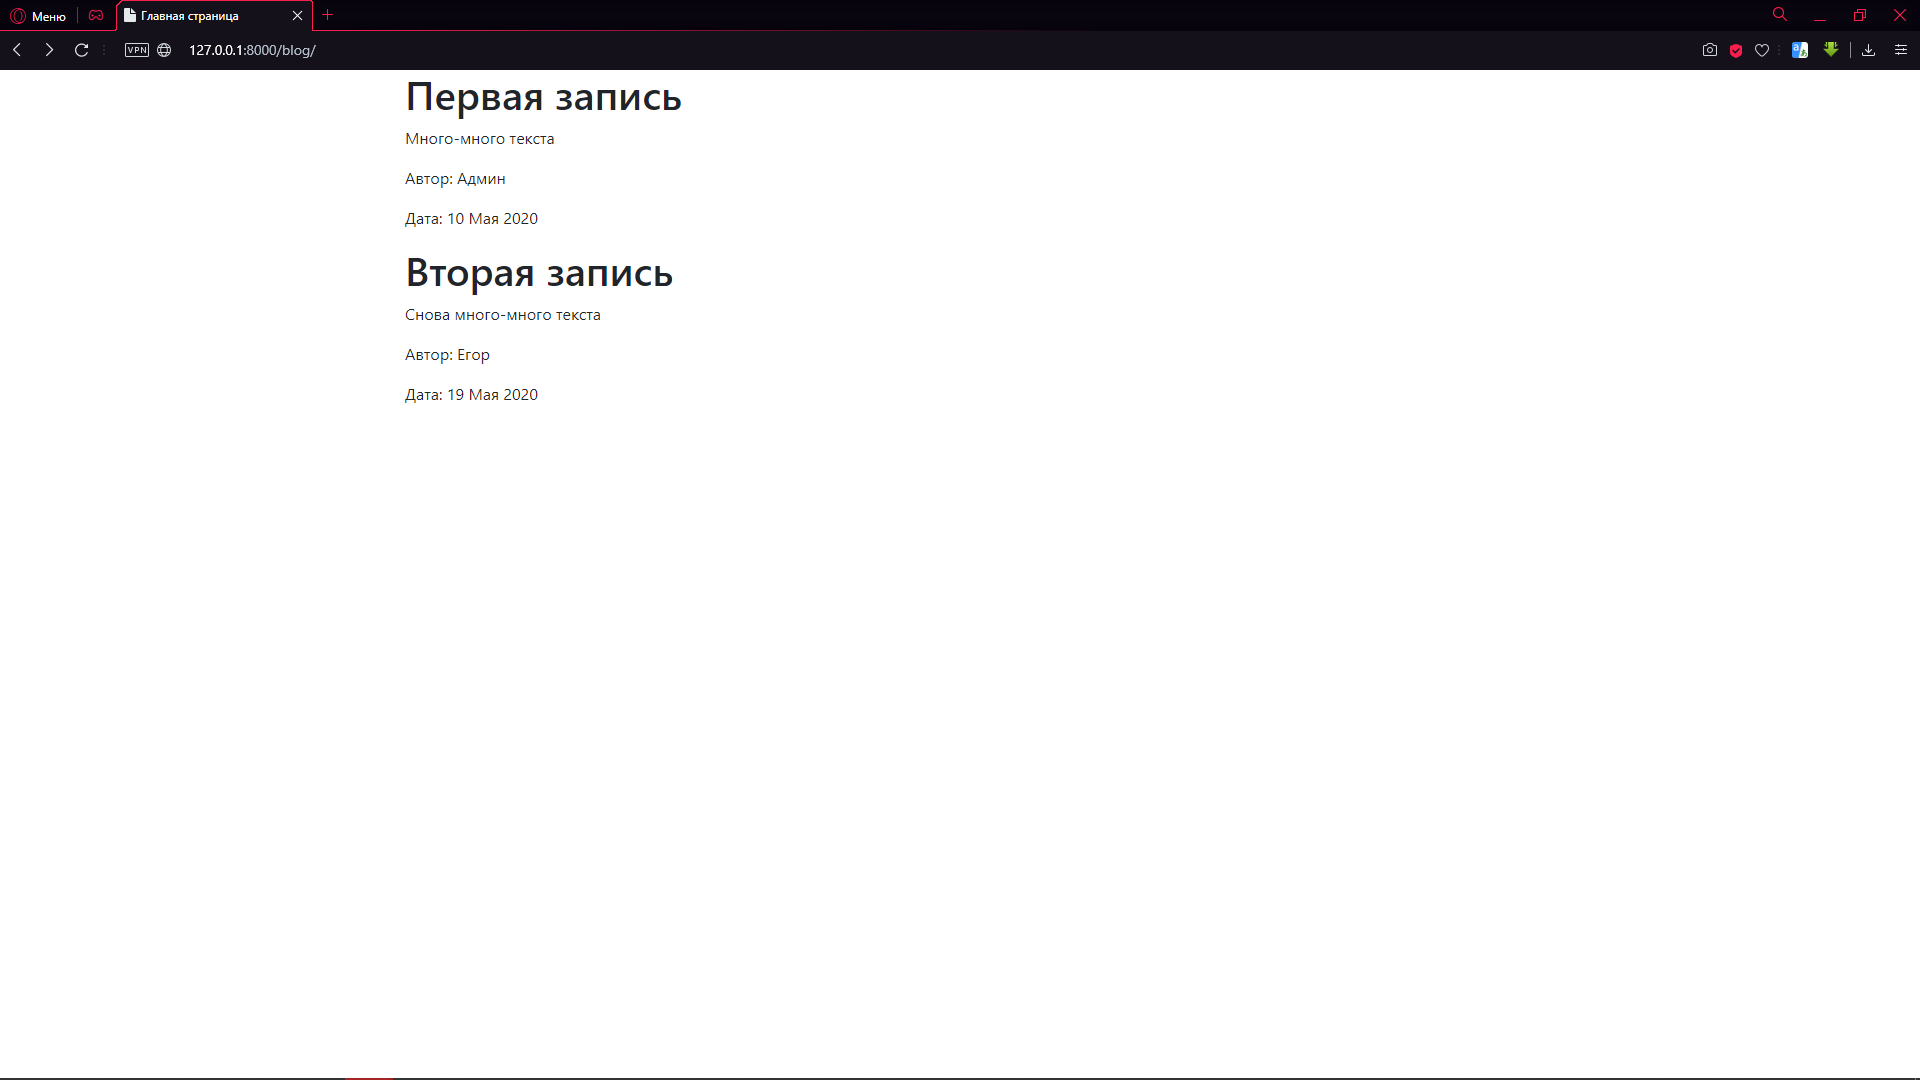 Меню
Главная страница
VPN
127.0.0.1:8000/blog/
Первая запись
Много-много текста
Автор: Админ
Дата: 10 Мая 2020
Вторая запись
Снова много-много текста
Автор: Егор
Дата: 19 Мая 2020